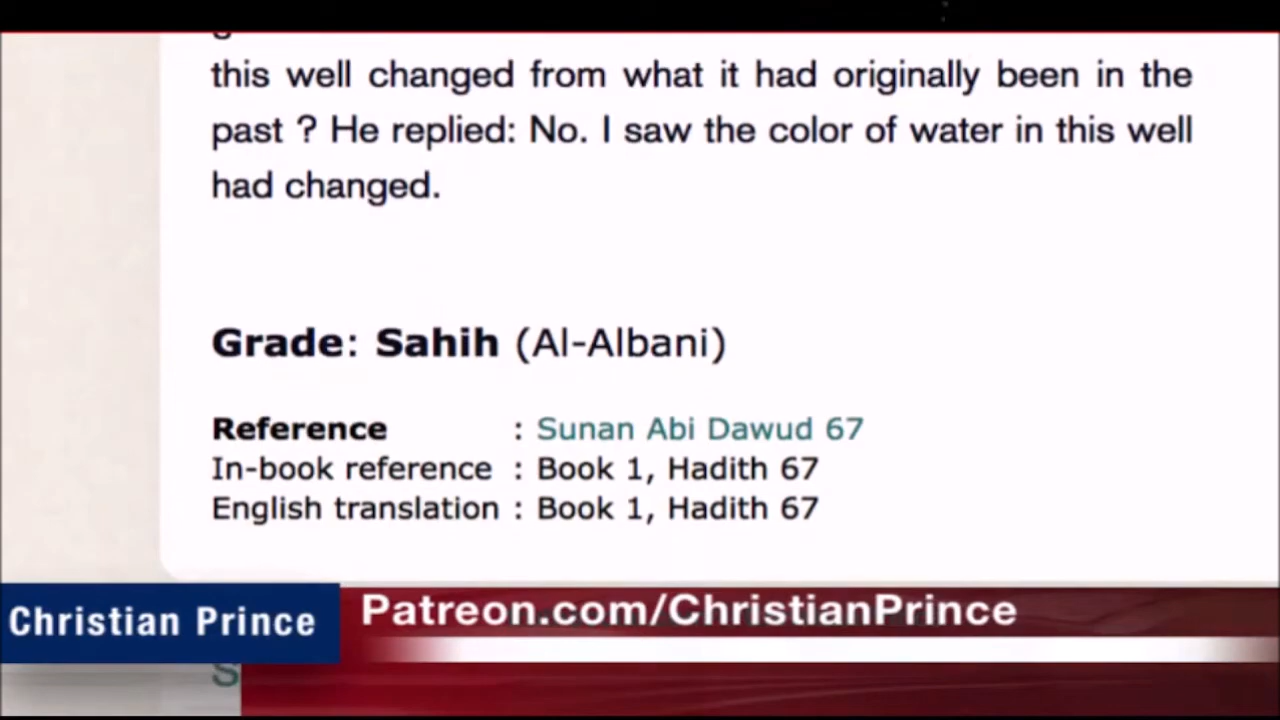 this well changed from what it had originally been in the
past ? He replied: No. I saw the color of water in this well
had changed.
Grade: Sahih (Al-Albani)
Reference : Sunan Abi Dawud 67
In-book reference : Book 1, Hadith 67
English translation : Book 1, Hadith 67
Christian Prince
Patreon.com/ChristianPrince